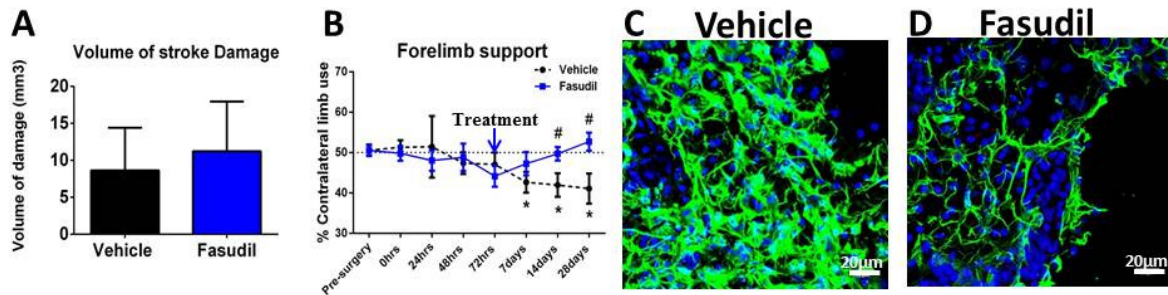 A
Volume of stroke Damage
Volume of damage (mm3)
20
15
10
5
0
Vehicle
Fasudil
B
Forelimb support
% Contralateral limb use
70
60
50
40
30
Vehicle
Fasudil
Treatment
# #
* * *
Pre-surgery
0hrs
24hrs
48hrs
72hrs
7days
14days
28days
C Vehicle
20µm
D Fasudil
20µm